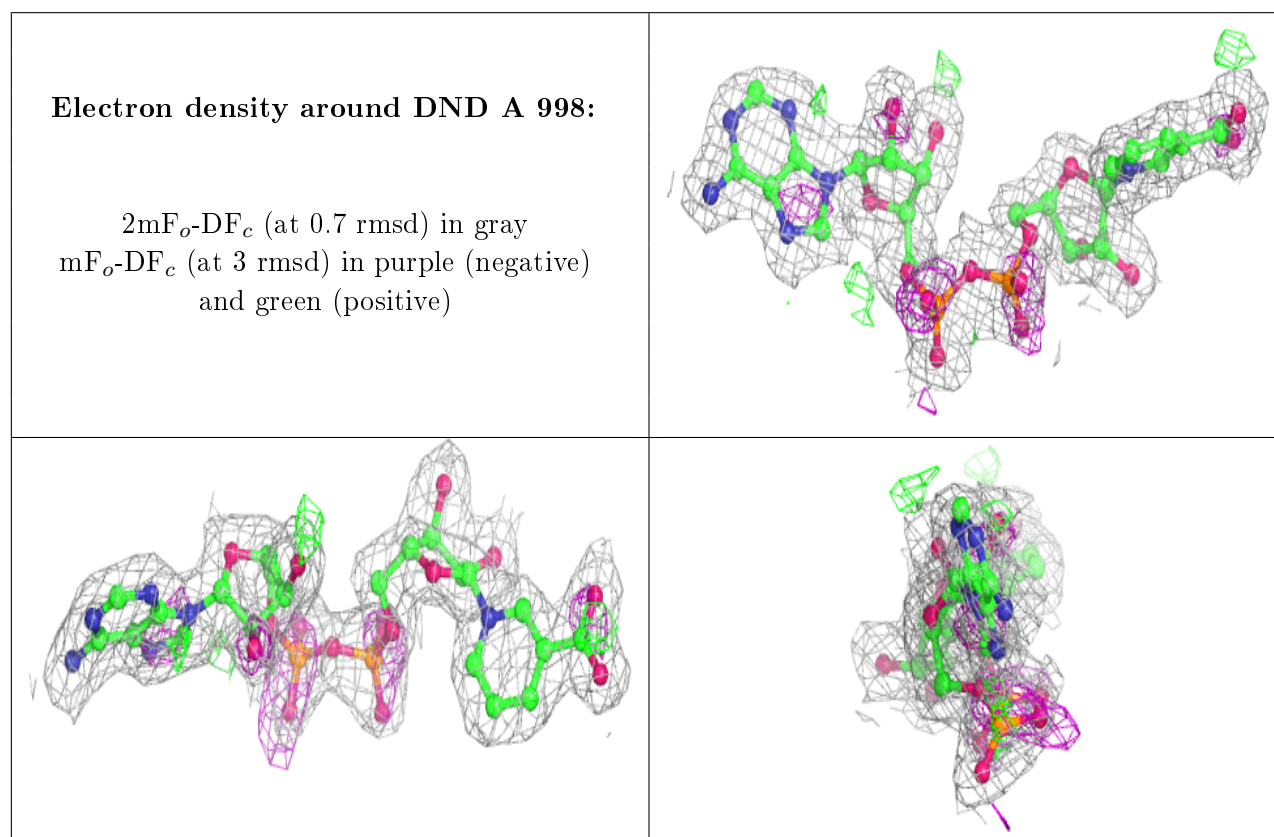 Electron density around DND A 998:
2mFo-DFc (at 0.7 rmsd) in gray
mFo-DFc (at 3 rmsd) in purple (negative)
and green (positive)